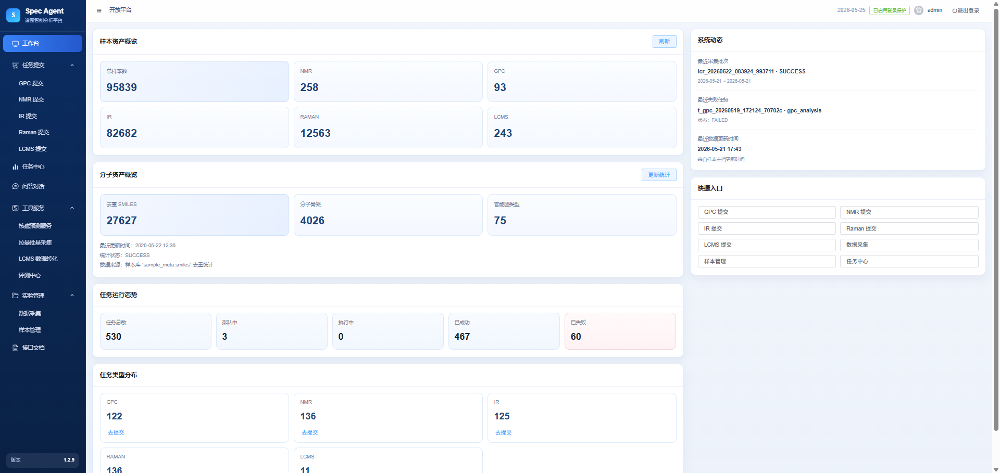 S
Spec Agent
谱图智能分析平台
工作台
任务提交
GPC 提交
NMR 提交
IR 提交
Raman 提交
LCMS 提交
任务中心
问答对话
工具服务
核磁预测服务
拉曼批量采集
LCMS 数据转化
评测中心
实验管理
数据采集
样本管理
接口文档
版本 1.2.9
开放平台
2026-05-25 已启用登录保护 管 admin 退出登录
样本资产概览 刷新
总样本数
95839
NMR
258
GPC
93
IR
82682
RAMAN
12563
LCMS
243
分子资产概览 更新统计
去重 SMILES
27627
分子骨架
4026
官能团类型
75
最近更新时间：2026-05-22 12:36
统计状态：SUCCESS
数据来源：样本库 `sample_meta.smiles` 去重统计
任务运行态势
任务总数
530
排队中
3
执行中
0
已成功
467
已失败
60
任务类型分布
GPC
122
去提交
NMR
136
去提交
IR
125
去提交
RAMAN
136
LCMS
11
系统动态
最近采集批次
lcr_20260522_083924_993711 · SUCCESS
2026-05-21 ~ 2026-05-21
最近失败任务
t_gpc_20260519_172124_70702c · gpc_analysis
状态：FAILED
最近数据更新时间
2026-05-21 17:43
来自样本主档更新时间
快捷入口
GPC 提交
NMR 提交
IR 提交
Raman 提交
LCMS 提交
数据采集
样本管理
任务中心